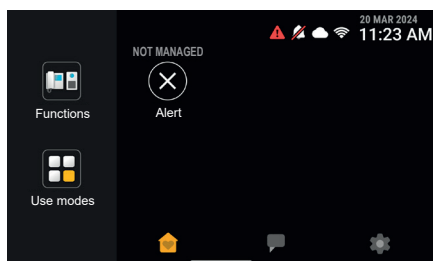 20 MAR 2024
11:23 AM
NOT MANAGED
Functions
Alert
Use modes